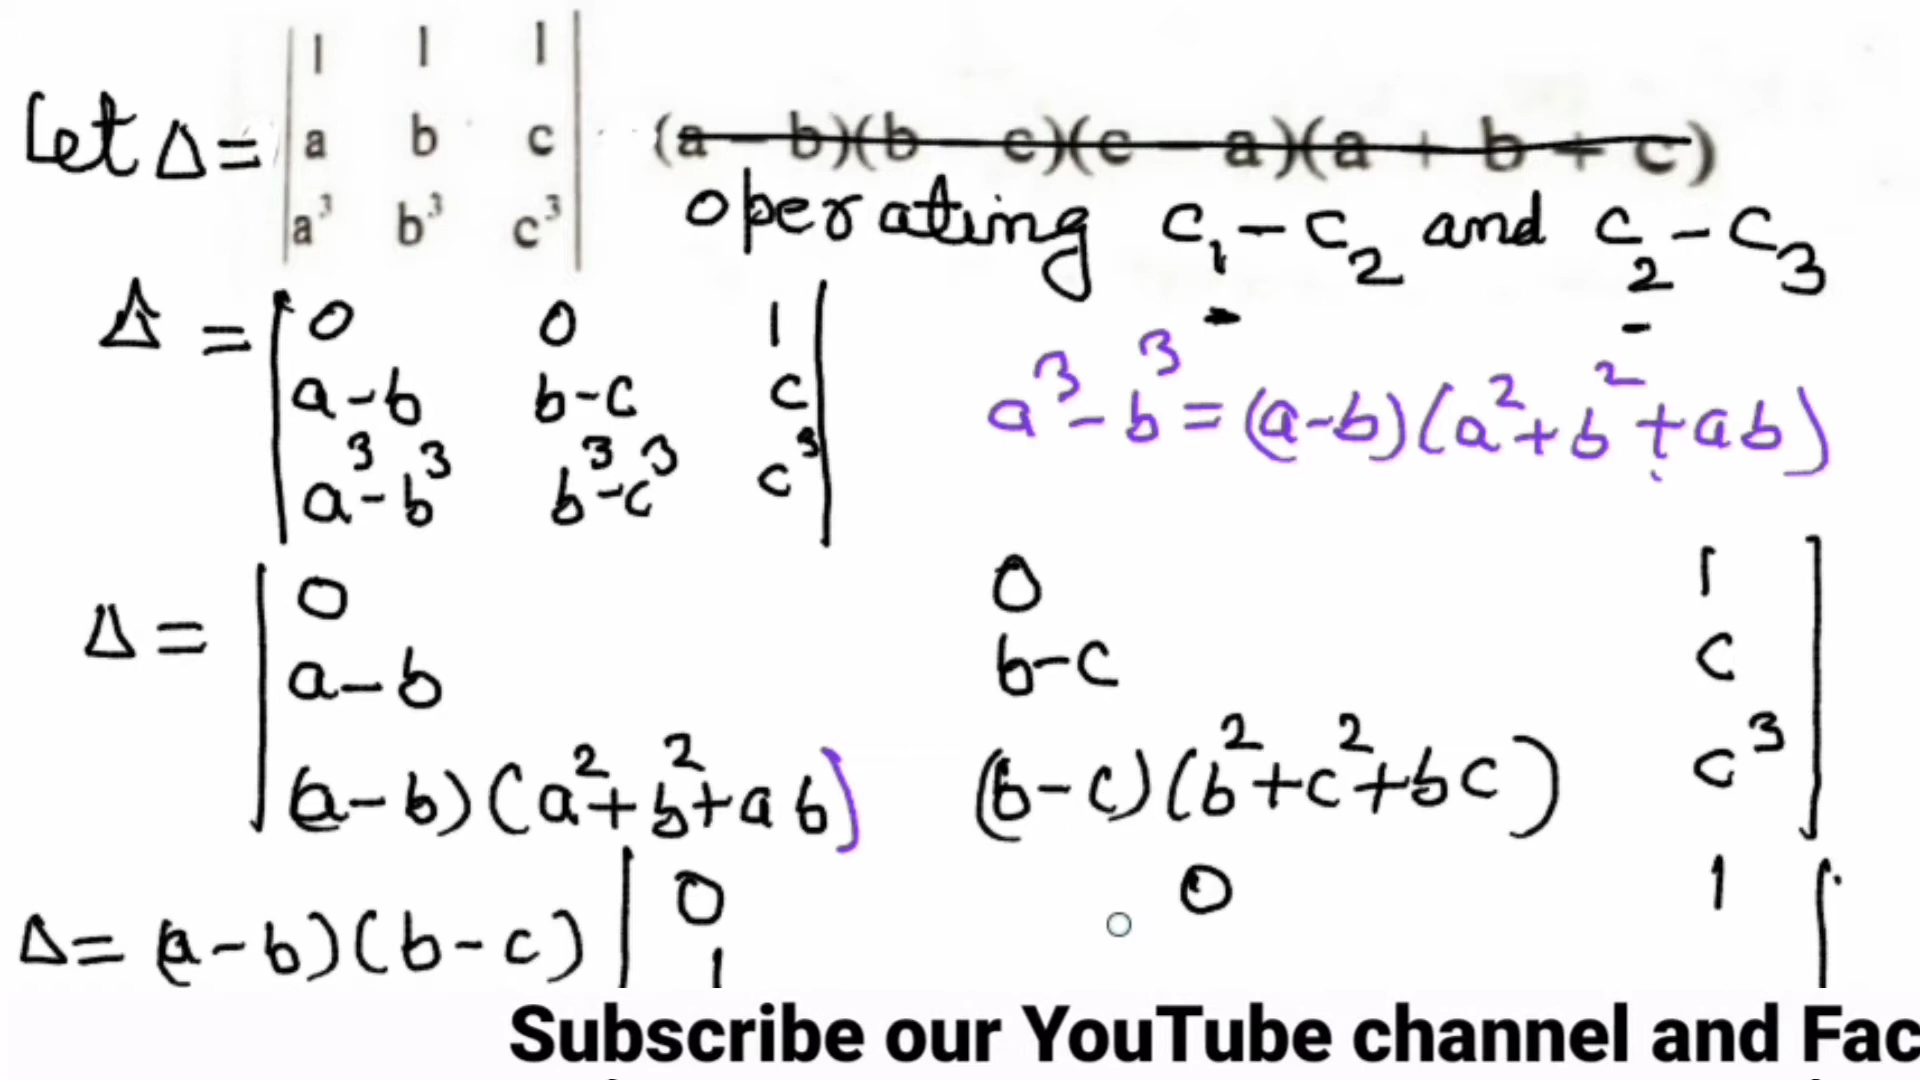 1 1 1
Let Δ = a b c (a - b)(b - c)(c - a)(a + b + c)
a³ b³ c³
operating C₁-C₂ and C₂-C₃
Δ = 0 0 1
a-b b-c c
a³-b³ b³-c³ c³
a³-b³=(a-b)(a²+b²+ab)
0 0 1
Δ = a-b b-c c
(a-b)(a²+b²+ab) (b-c)(b²+c²+bc) c³
Δ= (a-b)(b-c) 0 0 1
1
Subscribe our YouTube channel and Fac